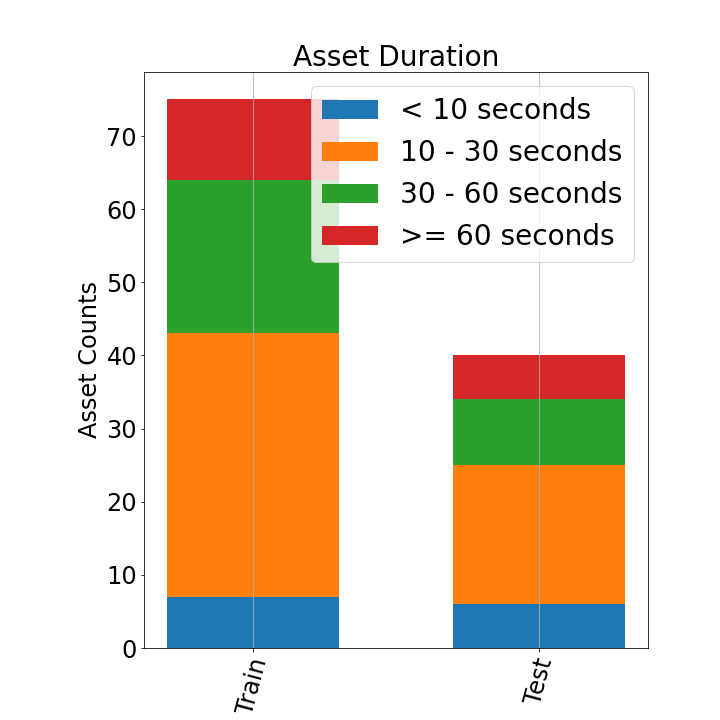 Asset Duration
< 10 seconds
10 - 30 seconds
30 - 60 seconds
>= 60 seconds
Asset Counts
70
60
50
40
30
20
10
0
Train
Test